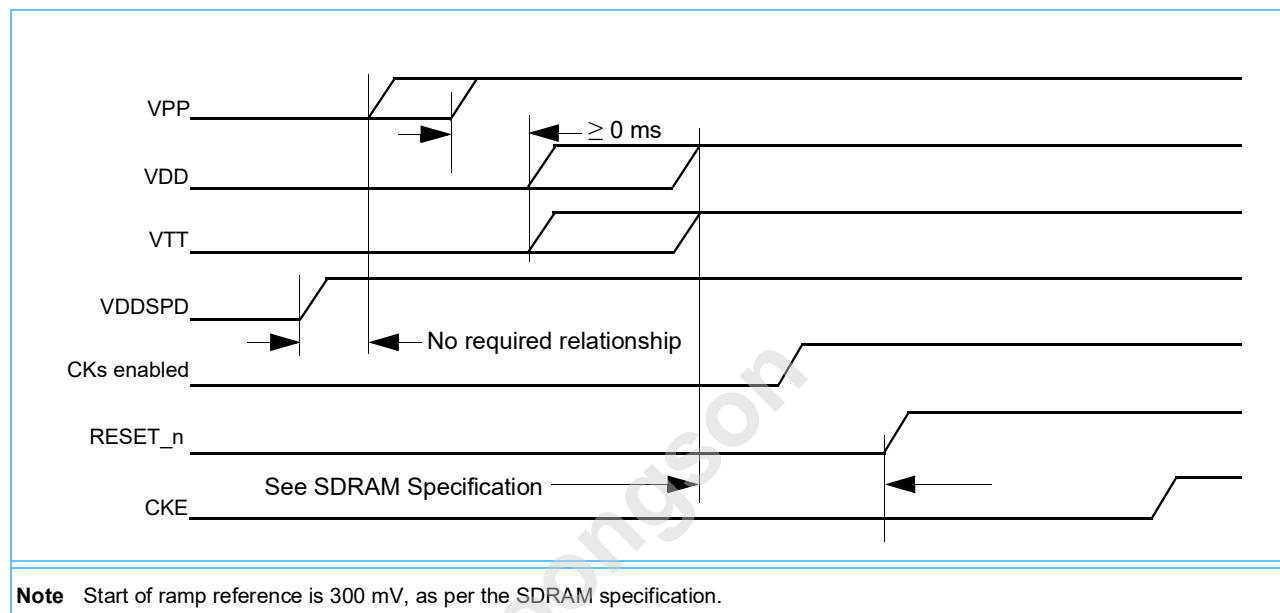 VPP
≥ 0 ms
VDD
VTT
VDDSPD
No required relationship
CKs enabled
RESET_n
See SDRAM Specification
CKE
Note Start of ramp reference is 300 mV, as per the SDRAM specification.